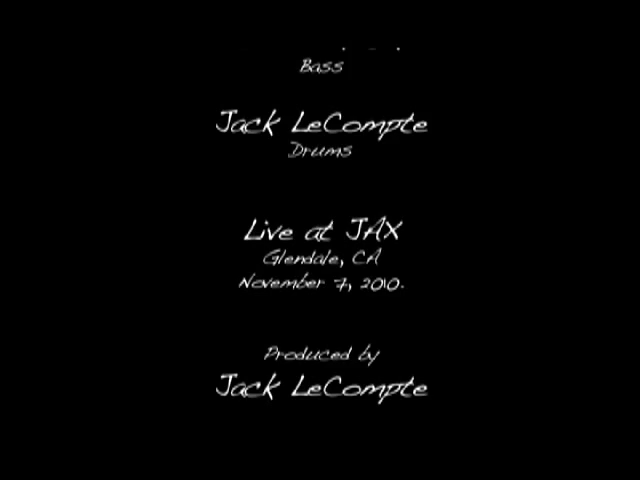 Bass
Jack LeCompte
Drums
Live at JAX
Glendale, CA
November 7, 2010.
Produced by
Jack LeCompte